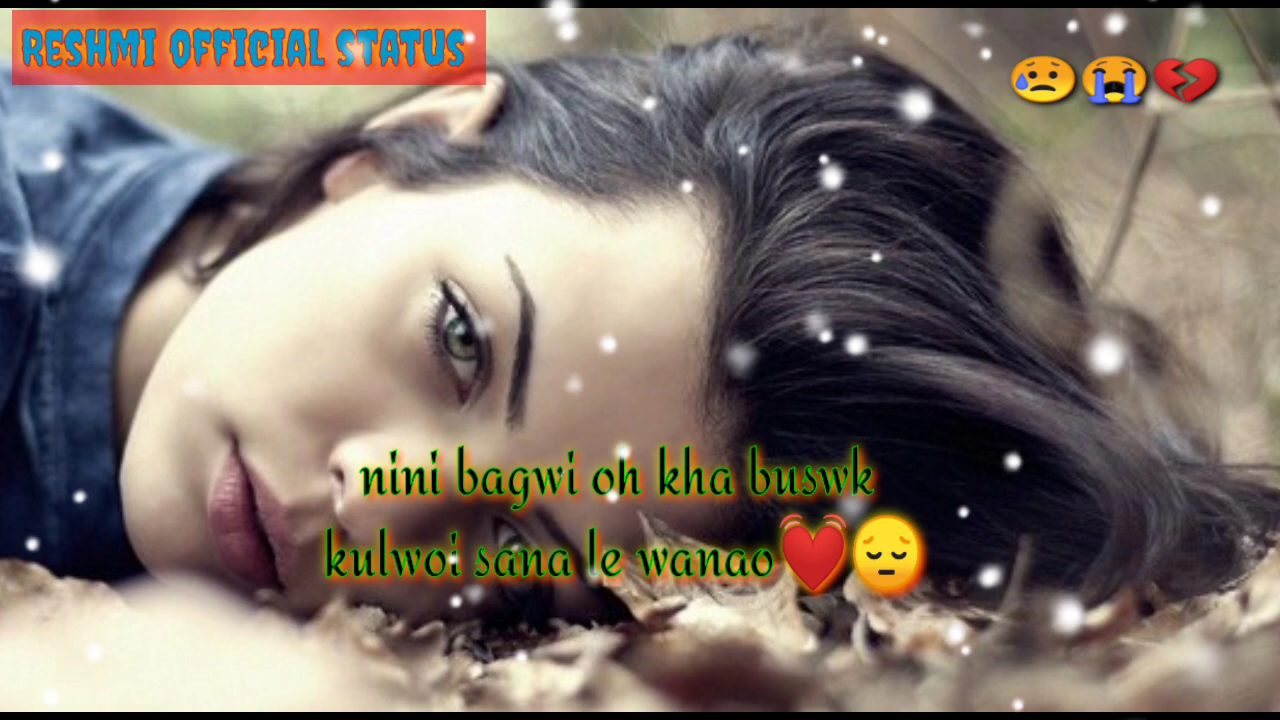 RESHMI OFFICIAL STATUS
😥😭💔
nini bagwi oh kha buswk
kulwoi sana le wanao💓😔